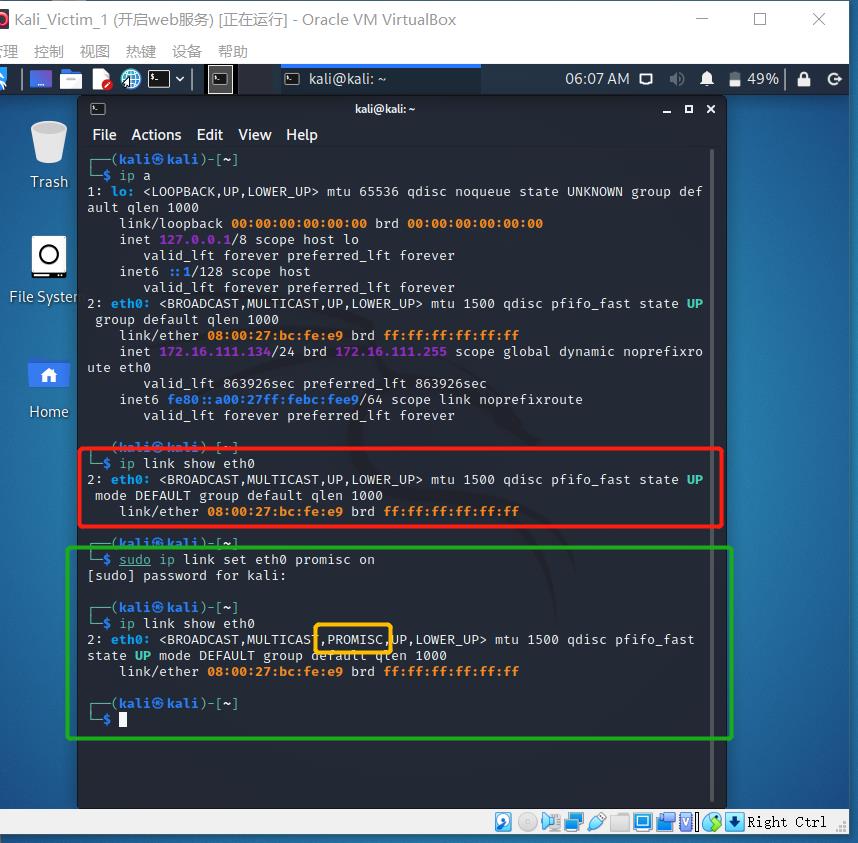 Kali_Victim_1 (开启web服务) [正在运行] - Oracle VM VirtualBox
管理 控制 视图 热键 设备 帮助
kali@kali: ~
06:07 AM
49%
kali@kali: ~
File Actions Edit View Help
Trash
File System
Home
┌──(kali㉿kali)-[~]
└─$ ip a
1: lo: <LOOPBACK,UP,LOWER_UP> mtu 65536 qdisc noqueue state UNKNOWN group def
ault qlen 1000
link/loopback 00:00:00:00:00:00 brd 00:00:00:00:00:00
inet 127.0.0.1/8 scope host lo
valid_lft forever preferred_lft forever
inet6 ::1/128 scope host
valid_lft forever preferred_lft forever
2: eth0: <BROADCAST,MULTICAST,UP,LOWER_UP> mtu 1500 qdisc pfifo_fast state UP
group default qlen 1000
link/ether 08:00:27:bc:fe:e9 brd ff:ff:ff:ff:ff:ff
inet 172.16.111.134/24 brd 172.16.111.255 scope global dynamic noprefixro
ute eth0
valid_lft 863926sec preferred_lft 863926sec
inet6 fe80::a00:27ff:febc:fee9/64 scope link noprefixroute
valid_lft forever preferred_lft forever
┌──(kali㉿kali)-[~]
└─$ ip link show eth0
2: eth0: <BROADCAST,MULTICAST,UP,LOWER_UP> mtu 1500 qdisc pfifo_fast state UP
mode DEFAULT group default qlen 1000
link/ether 08:00:27:bc:fe:e9 brd ff:ff:ff:ff:ff:ff
┌──(kali㉿kali)-[~]
└─$ sudo ip link set eth0 promisc on
[sudo] password for kali:
┌──(kali㉿kali)-[~]
└─$ ip link show eth0
2: eth0: <BROADCAST,MULTICAST,PROMISC,UP,LOWER_UP> mtu 1500 qdisc pfifo_fast
state UP mode DEFAULT group default qlen 1000
link/ether 08:00:27:bc:fe:e9 brd ff:ff:ff:ff:ff:ff
┌──(kali㉿kali)-[~]
└─$
Right Ctrl